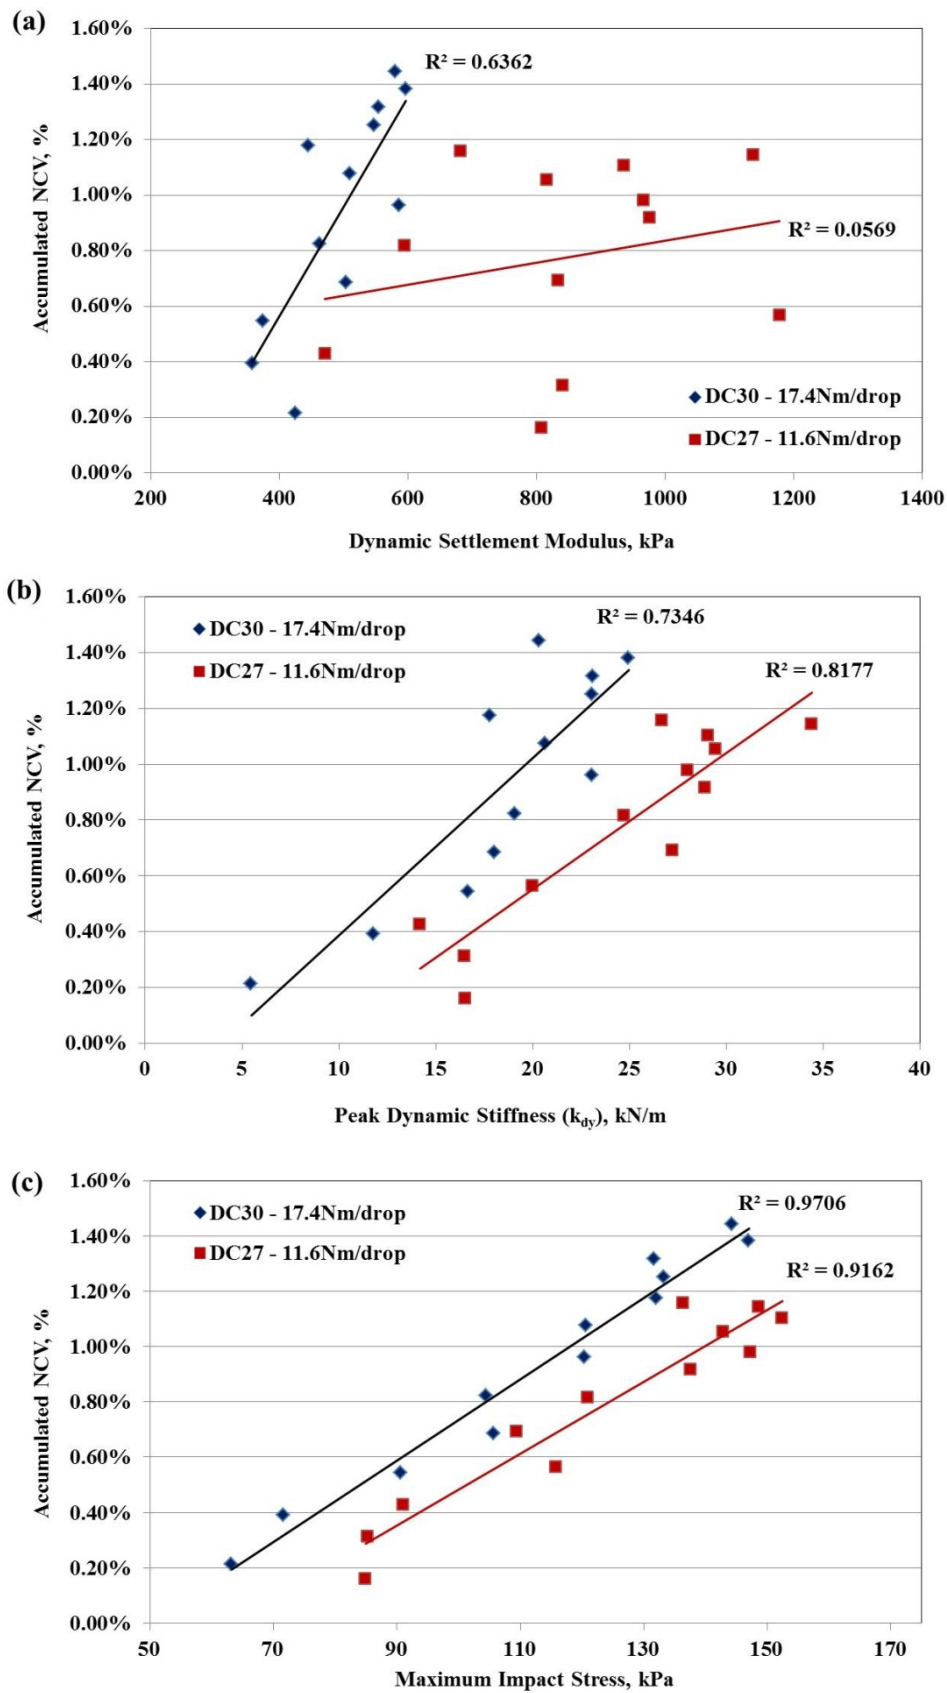 (a)
1.60%
1.40%
1.20%
1.00%
0.80%
0.60%
0.40%
0.20%
0.00%
Accumulated NCV, %
R² = 0.6362
R² = 0.0569
DC30 - 17.4Nm/drop
DC27 - 11.6Nm/drop
200 400 600 800 1000 1200 1400
Dynamic Settlement Modulus, kPa
(b)
1.60%
1.40%
1.20%
1.00%
0.80%
0.60%
0.40%
0.20%
0.00%
Accumulated NCV, %
DC30 - 17.4Nm/drop
DC27 - 11.6Nm/drop
R² = 0.7346
R² = 0.8177
0 5 10 15 20 25 30 35 40
Peak Dynamic Stiffness (kdy), kN/m
(c)
1.60%
1.40%
1.20%
1.00%
0.80%
0.60%
0.40%
0.20%
0.00%
Accumulated NCV, %
DC30 - 17.4Nm/drop
DC27 - 11.6Nm/drop
R² = 0.9706
R² = 0.9162
50 70 90 110 130 150 170
Maximum Impact Stress, kPa